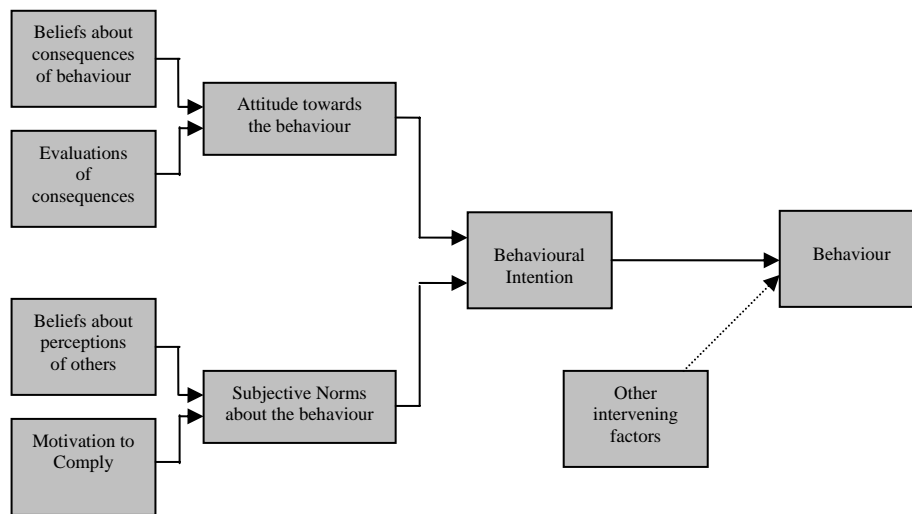 Beliefs about
consequences
of behaviour
Evaluations
of
consequences
Attitude towards
the behaviour
Beliefs about
perceptions
of others
Motivation to
Comply
Subjective Norms
about the behaviour
Behavioural
Intention
Behaviour
Other
intervening
factors